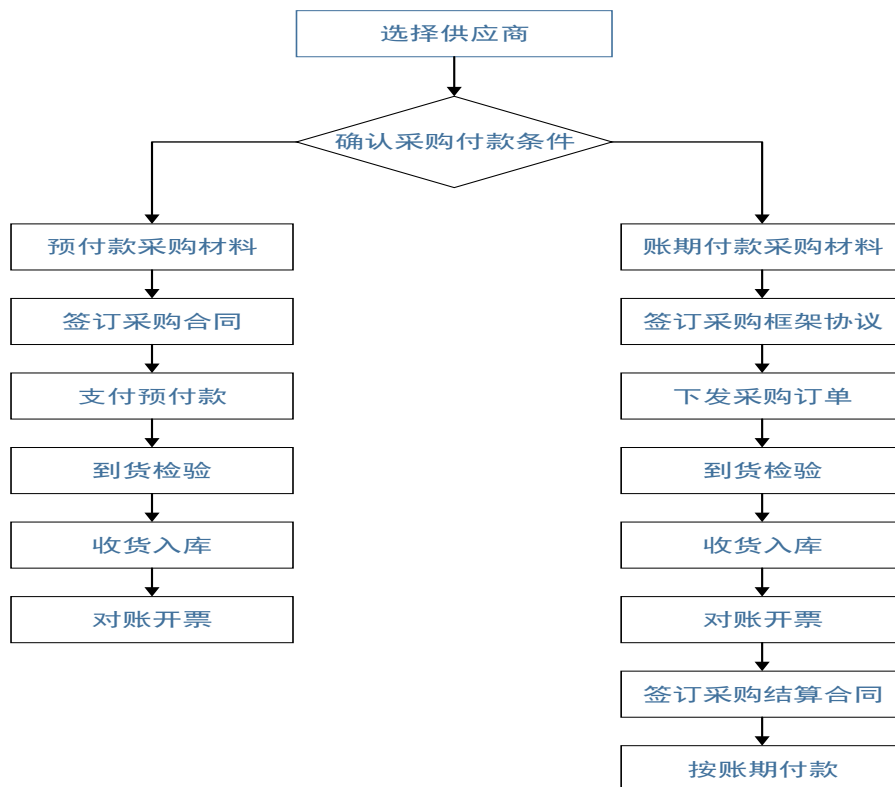 选择供应商
确认采购付款条件
预付款采购材料
签订采购合同
支付预付款
到货检验
收货入库
对账开票
账期付款采购材料
签订采购框架协议
下发采购订单
到货检验
收货入库
对账开票
签订采购结算合同
按账期付款